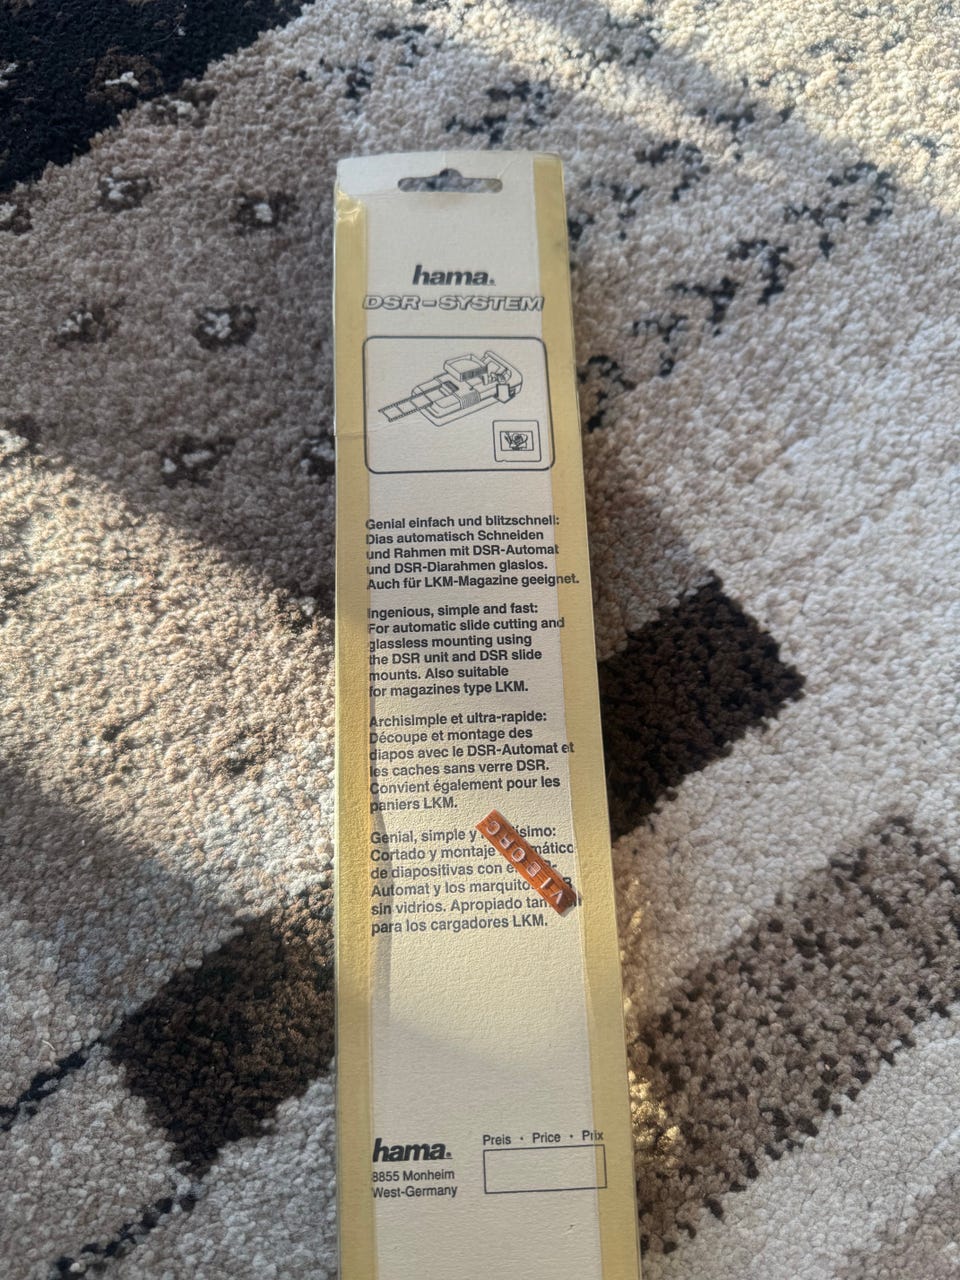 hama.
DSR-SYSTEM
Genial einfach und blitzschnell:
Dias automatisch Schneiden
und Rahmen mit DSR-Automat
und DSR-Diarahmen glaslos.
Auch für LKM-Magazine geeignet.
Ingenious, simple and fast:
For automatic slide cutting and
glassless mounting using
the DSR unit and DSR slide
mounts. Also suitable
for magazines type LKM.
Archisimple et ultra-rapide:
Découpe et montage des
diapos avec le DSR-Automat et
les caches sans verre DSR.
Convient également pour les
paniers LKM.
Genial, simple y
Cortado y montaje
de diapositivas con
Automat y los
sin vidrios. Apropiado
para los cargadores LKM.
hama.
8855 Monheim
West-Germany
Preis · Price · Prix